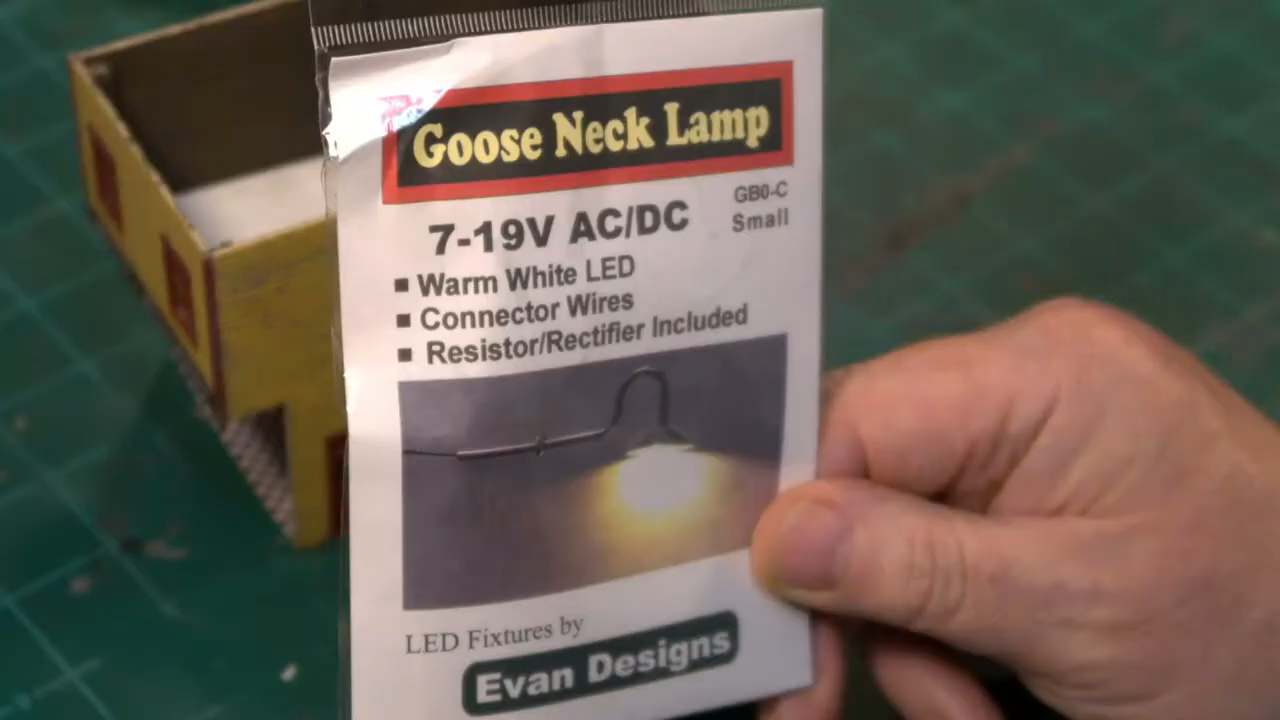 Goose Neck Lamp
GB0-C
7-19V AC/DC
Small
▪ Warm White LED
▪ Connector Wires
▪ Resistor/Rectifier Included
LED Fixtures by
Evan Designs